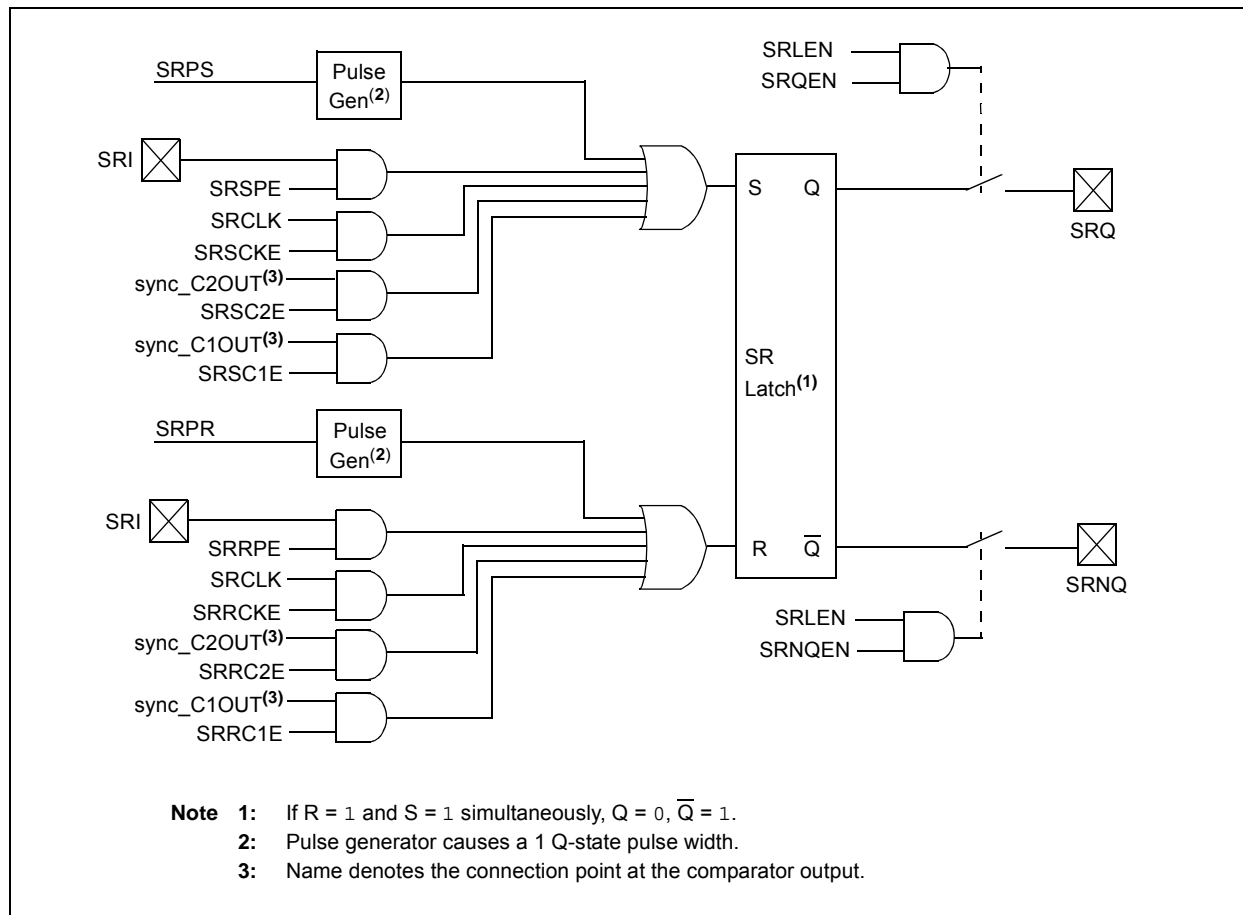 SRPS
Pulse
Gen(2)
SRLEN
SRQEN
SRI
SRSPE
SRCLK
SRSCKE
sync_C2OUT(3)
SRSC2E
sync_C1OUT(3)
SRSC1E
S Q
SRQ
SR
Latch(1)
SRPR
Pulse
Gen(2)
SRI
SRRPE
SRCLK
SRRCKE
sync_C2OUT(3)
SRRC2E
sync_C1OUT(3)
SRRC1E
R Q̅
SRNQ
SRLEN
SRNQEN
Note 1: If R = 1 and S = 1 simultaneously, Q = 0, Q̅ = 1.
2: Pulse generator causes a 1 Q-state pulse width.
3: Name denotes the connection point at the comparator output.